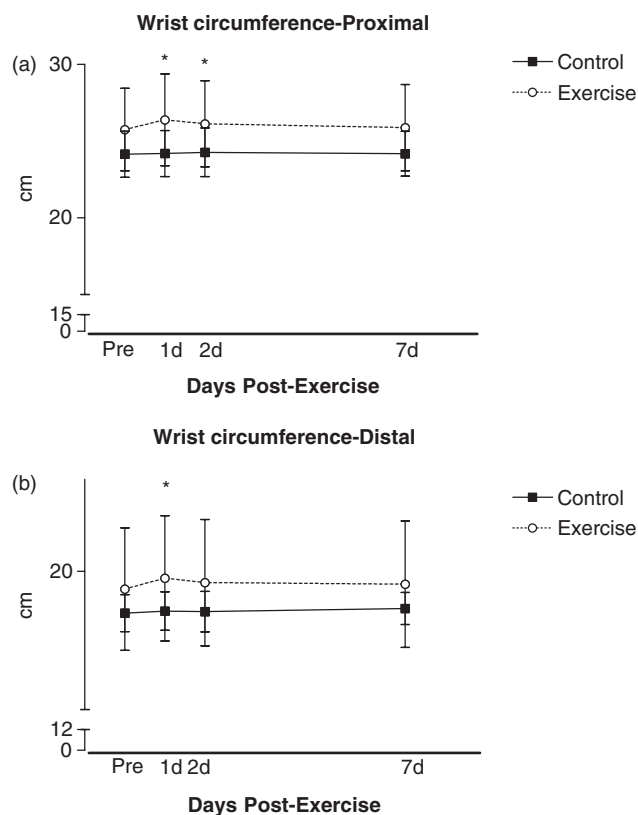 Wrist circumference-Proximal
(a)
30
*
*
Control
Exercise
cm
20
15
0
Pre 1d 2d 7d
Days Post-Exercise
Wrist circumference-Distal
(b)
*
Control
Exercise
cm
20
12
0
Pre 1d 2d 7d
Days Post-Exercise